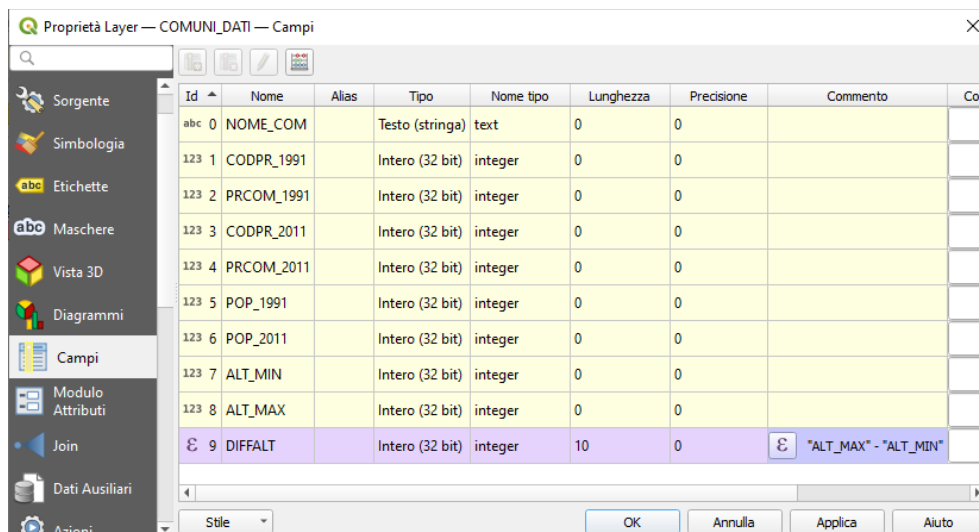 Proprietà Layer — COMUNI_DATI — Campi
Sorgente
Simbologia
abc Etichette
abc Maschere
Vista 3D
Diagrammi
Campi
Modulo
Attributi
Join
Dati Ausiliari
Azioni
Id Nome Alias Tipo Nome tipo Lunghezza Precisione Commento Co
abc 0 NOME_COM Testo (stringa) text 0 0
123 1 CODPR_1991 Intero (32 bit) integer 0 0
123 2 PRCOM_1991 Intero (32 bit) integer 0 0
123 3 CODPR_2011 Intero (32 bit) integer 0 0
123 4 PRCOM_2011 Intero (32 bit) integer 0 0
123 5 POP_1991 Intero (32 bit) integer 0 0
123 6 POP_2011 Intero (32 bit) integer 0 0
123 7 ALT_MIN Intero (32 bit) integer 0 0
123 8 ALT_MAX Intero (32 bit) integer 0 0
ε 9 DIFFALT Intero (32 bit) integer 10 0 ε "ALT_MAX" - "ALT_MIN"
Stile OK Annulla Applica Aiuto